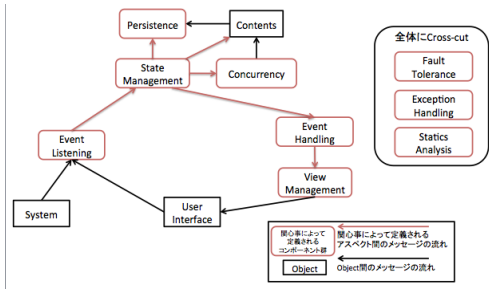 Persistence
Contents
全体にCross-cut
State
Management
Concurrency
Fault
Tolerance
Exception
Handling
Statics
Analysis
Event
Handling
Event
Listening
View
Management
System
User
Interface
関心事によって
定義される
コンポーネント群
関心事によって定義される
アスペクト間のメッセージの流れ
Object
Object間のメッセージの流れ